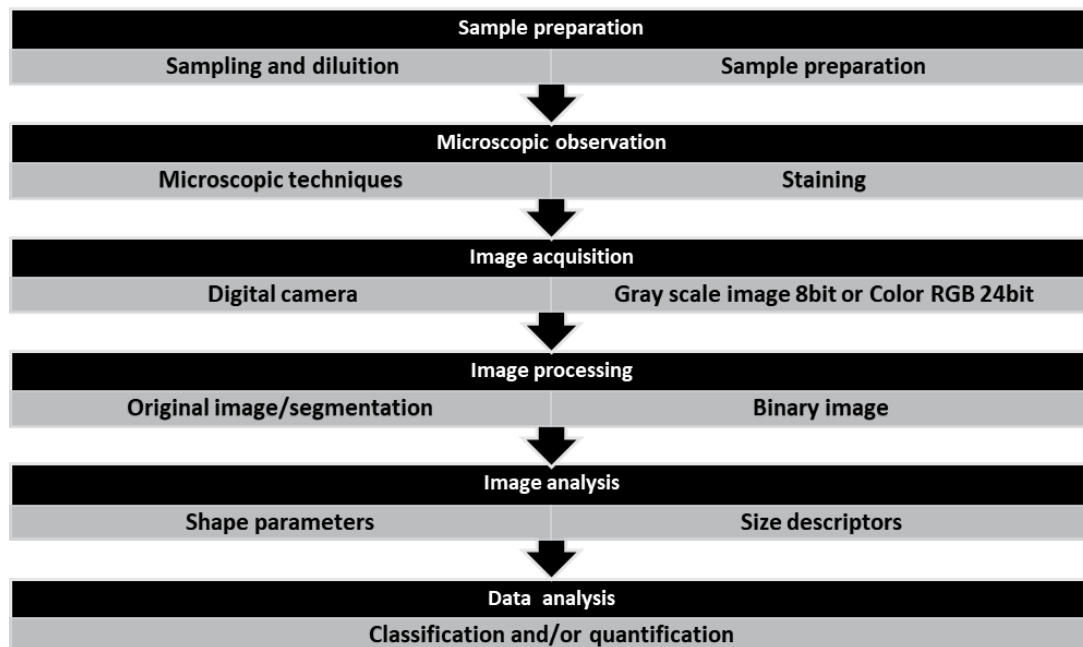 Sample preparation
Sampling and diluition
Sample preparation
Microscopic observation
Microscopic techniques
Staining
Image acquisition
Digital camera
Gray scale image 8bit or Color RGB 24bit
Image processing
Original image/segmentation
Binary image
Image analysis
Shape parameters
Size descriptors
Data analysis
Classification and/or quantification